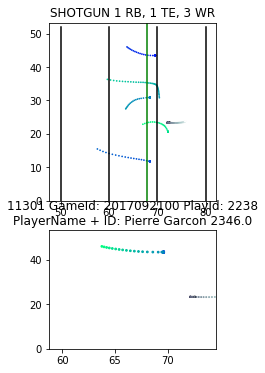 SHOTGUN 1 RB, 1 TE, 3 WR
50
40
30
20
10
0
50 60 70 80
11301 GameId: 2017092100 PlayId: 2238
PlayerName + ID: Pierre Garcon 2346.0
40
20
0
60 65 70